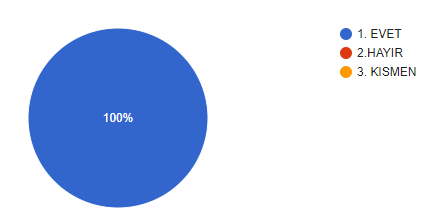 1. EVET
2.HAYIR
3. KISMEN
100%